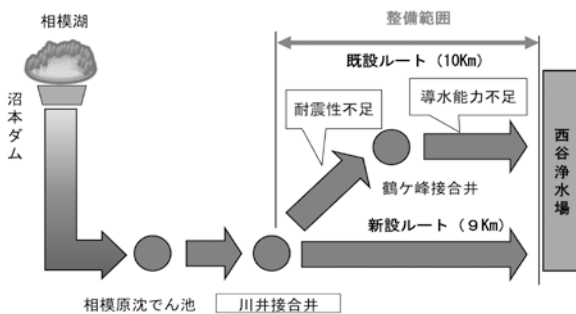 整備範囲
相模湖
既設ルート（10Km）
沼本ダム
耐震性不足
導水能力不足
西谷浄水場
鶴ケ峰接合井
新設ルート（９Km）
相模原沈でん池
川井接合井